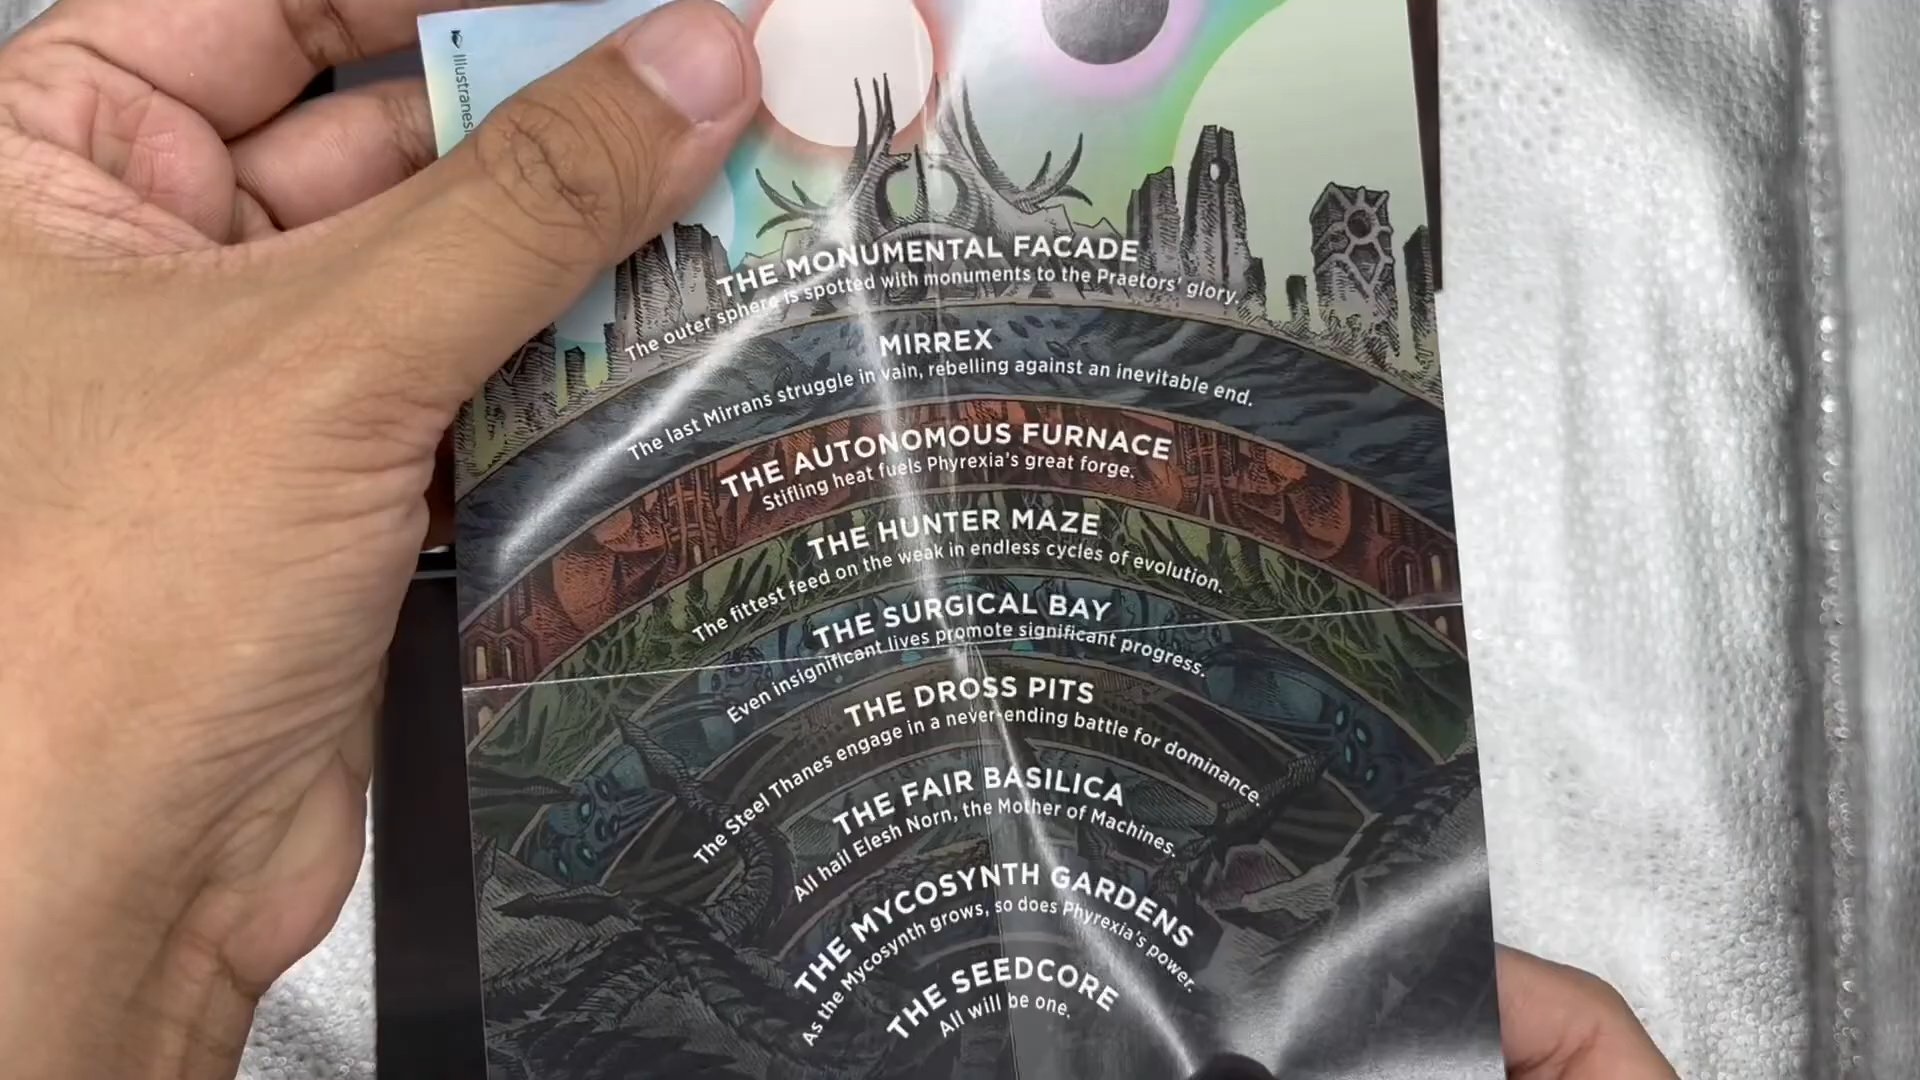 THE MONUMENTAL FACADE
The outer sphere is spotted with monuments to the Praetors' glory.
MIRREX
The last Mirrans struggle in vain, rebelling against an inevitable end.
THE AUTONOMOUS FURNACE
Stifling heat fuels Phyrexia's great forge.
THE HUNTER MAZE
The fittest feed on the weak in endless cycles of evolution.
THE SURGICAL BAY
Even insignificant lives promote significant progress.
THE DROSS PITS
The Steel Thanes engage in a never-ending battle for dominance.
THE FAIR BASILICA
All hail Elesh Norn, the Mother of Machines.
THE MYCOSYNTH GARDENS
As the Mycosynth grows, so does Phyrexia's power.
THE SEEDCORE
All will be one.